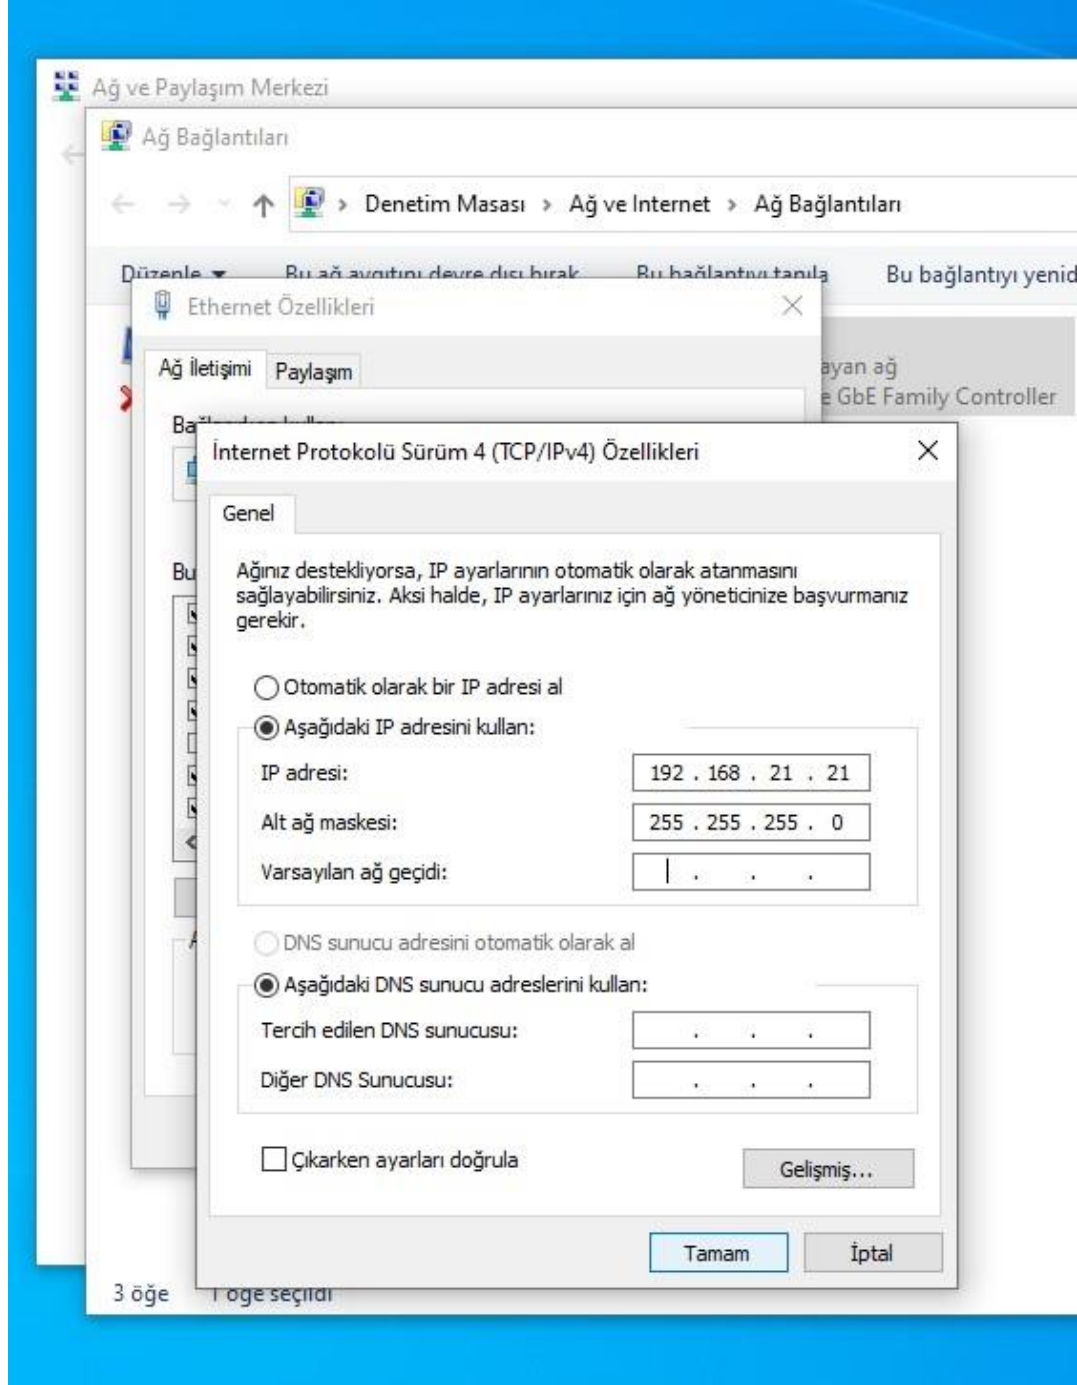 Ağ ve Paylaşım Merkezi
Ağ Bağlantıları
Denetim Masası › Ağ ve Internet › Ağ Bağlantıları
Düzenle Bu ağ aygıtını devre dışı bırak Bu bağlantıyı tanıla Bu bağlantıyı yenid
Ethernet Özellikleri
Ağ İletişimi Paylaşım
ayan ağ
e GbE Family Controller
Bağlanırken kullan:
İnternet Protokolü Sürüm 4 (TCP/IPv4) Özellikleri
Genel
Bu
Ağınız destekliyorsa, IP ayarlarının otomatik olarak atanmasını
sağlayabilirsiniz. Aksi halde, IP ayarlarınız için ağ yöneticinize başvurmanız
gerekir.
Otomatik olarak bir IP adresi al
Aşağıdaki IP adresini kullan:
IP adresi: 192 . 168 . 21 . 21
Alt ağ maskesi: 255 . 255 . 255 . 0
Varsayılan ağ geçidi: . . .
DNS sunucu adresini otomatik olarak al
Aşağıdaki DNS sunucu adreslerini kullan:
Tercih edilen DNS sunucusu: . . .
Diğer DNS Sunucusu: . . .
Çıkarken ayarları doğrula
Gelişmiş...
Tamam İptal
3 öğe 1 öğe seçildi